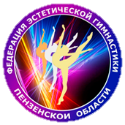 ФЕДЕРАЦИЯ ЭСТЕТИЧЕСКОЙ ГИМНАСТИКИ
ПЕНЗЕНСКОЙ ОБЛАСТИ